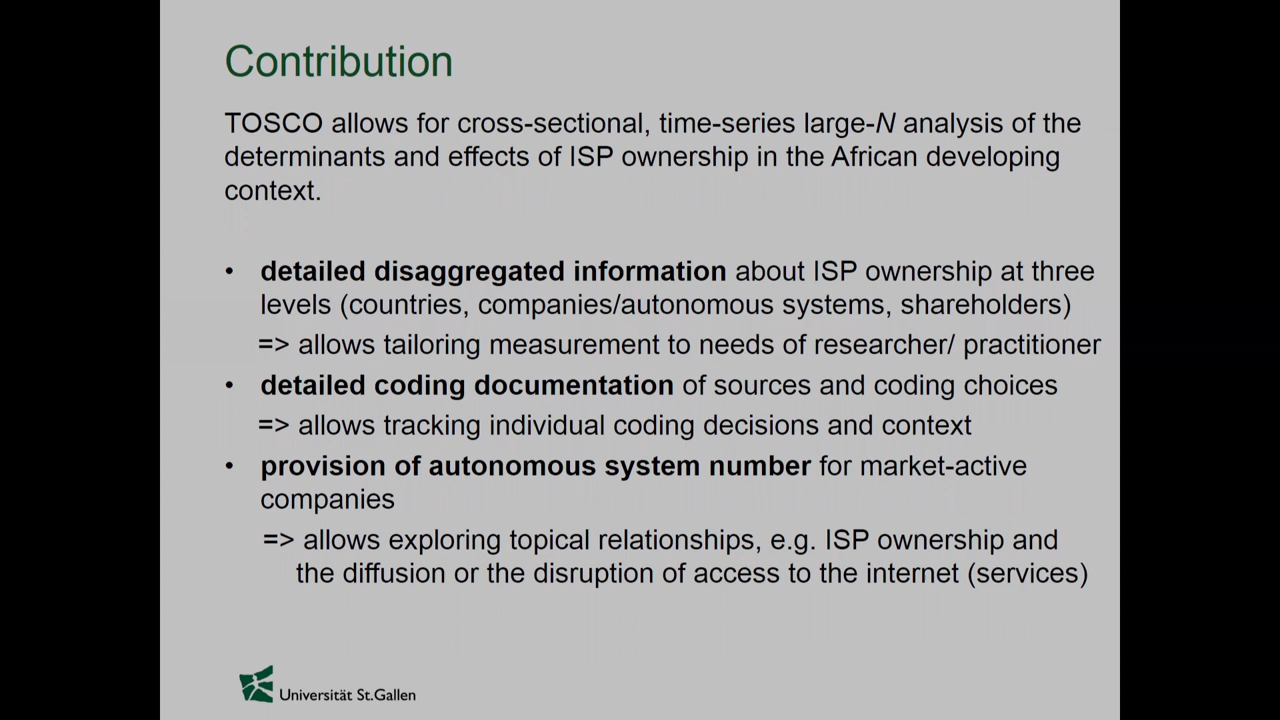 Contribution
TOSCO allows for cross-sectional, time-series large-N analysis of the
determinants and effects of ISP ownership in the African developing
context.
• detailed disaggregated information about ISP ownership at three
levels (countries, companies/autonomous systems, shareholders)
=> allows tailoring measurement to needs of researcher/ practitioner
• detailed coding documentation of sources and coding choices
=> allows tracking individual coding decisions and context
• provision of autonomous system number for market-active
companies
=> allows exploring topical relationships, e.g. ISP ownership and
the diffusion or the disruption of access to the internet (services)
Universität St.Gallen